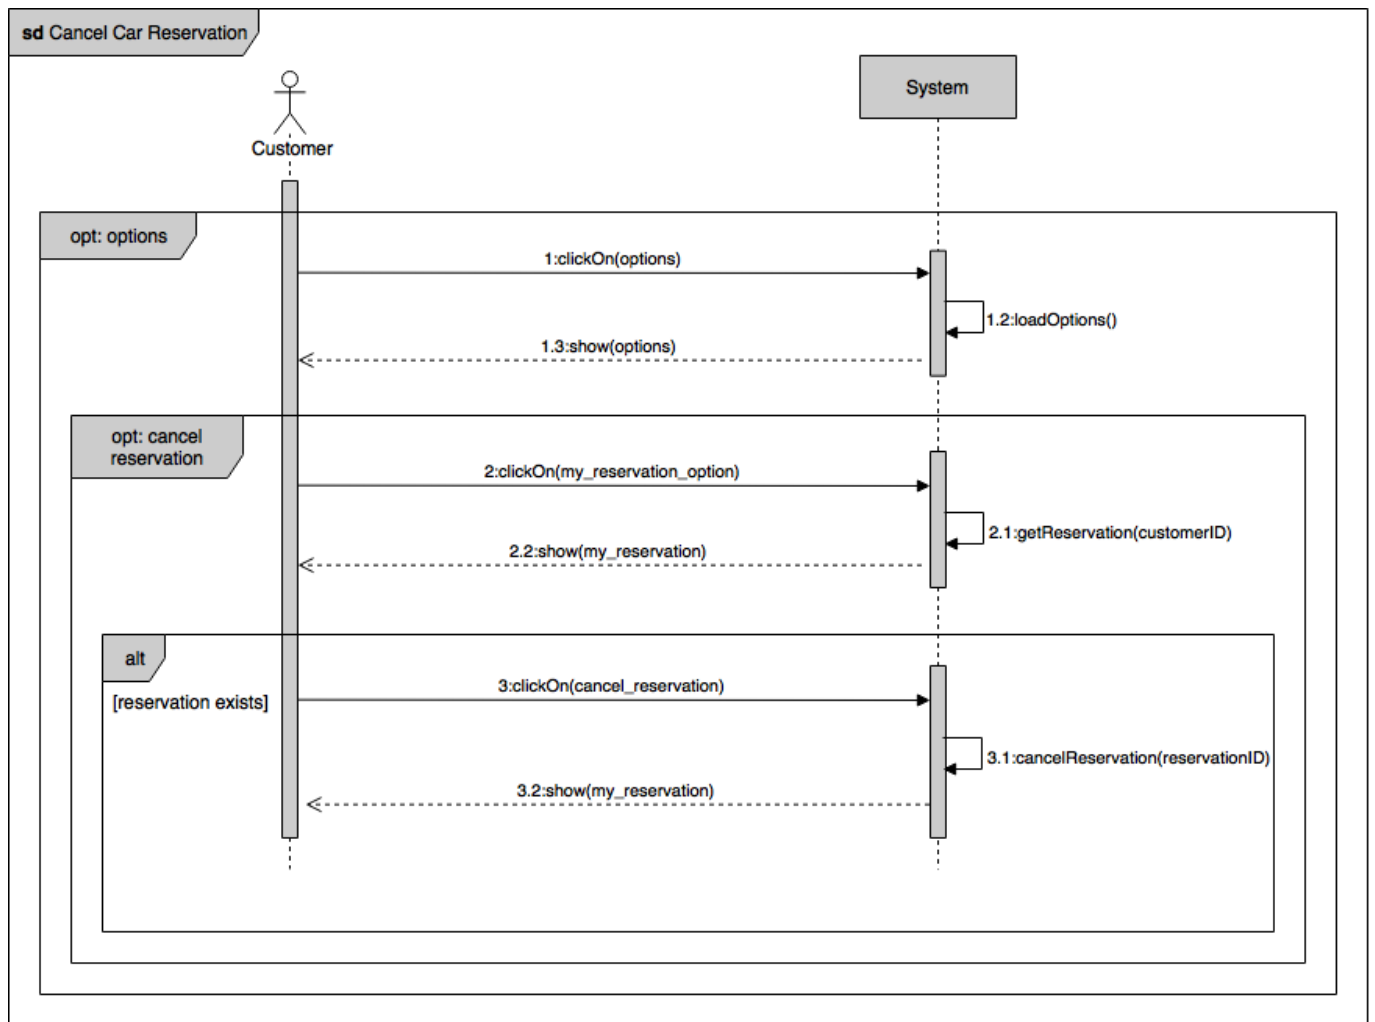 sd Cancel Car Reservation
System
Customer
opt: options
1:clickOn(options)
1.2:loadOptions()
1.3:show(options)
opt: cancel
reservation
2:clickOn(my_reservation_option)
2.1:getReservation(customerID)
2.2:show(my_reservation)
alt
[reservation exists]
3:clickOn(cancel_reservation)
3.1:cancelReservation(reservationID)
3.2:show(my_reservation)